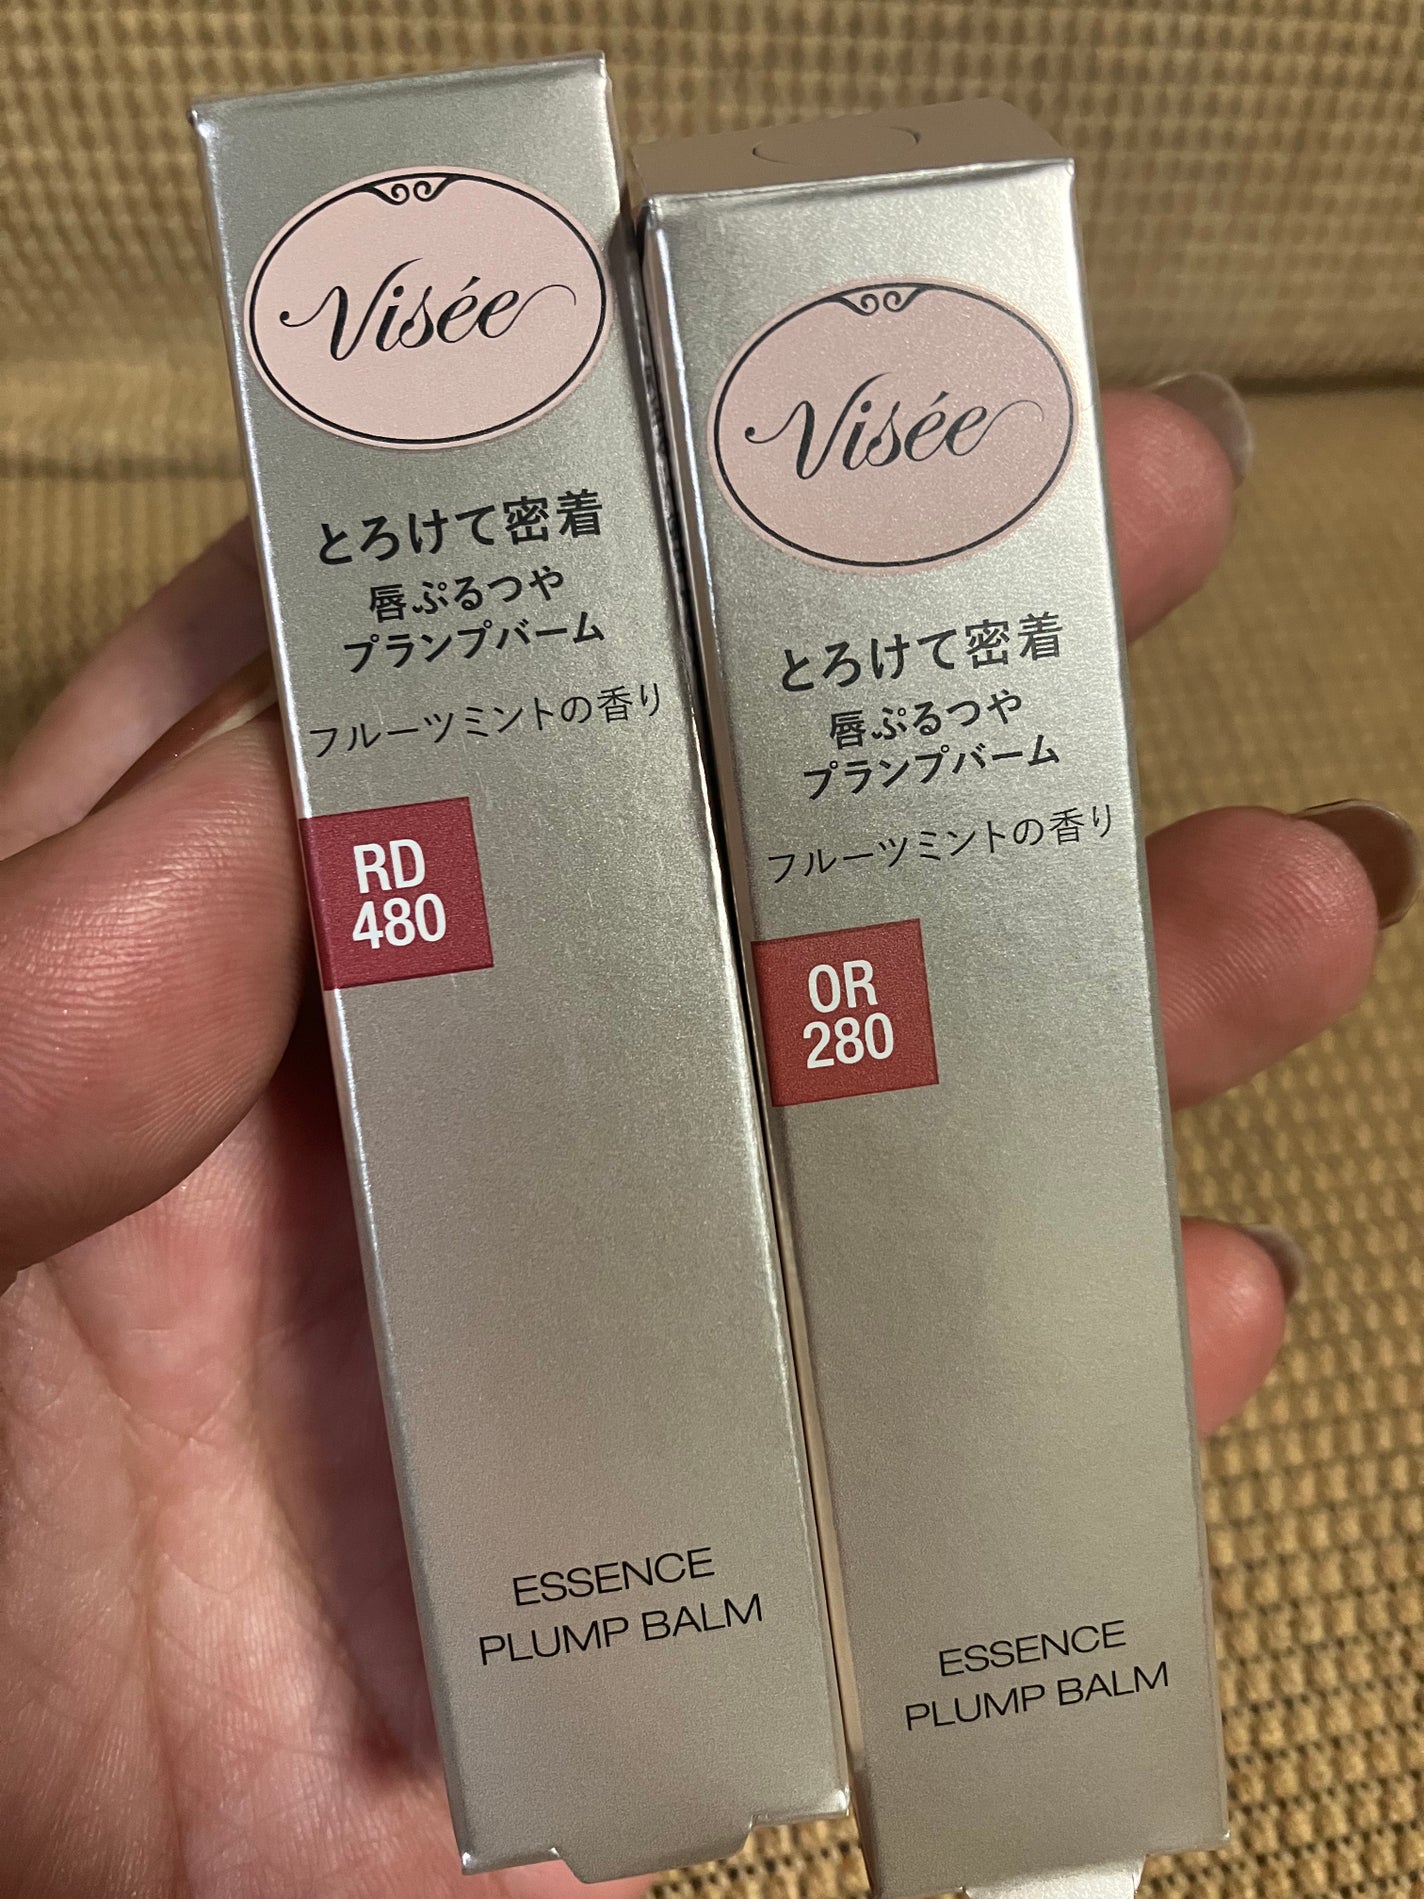 Visée
とろけて密着
唇ぷるつや
プランプバーム
フルーツミントの香り
RD
480
ESSENCE
PLUMP BALM
Visée
とろけて密着
唇ぷるつや
プランプバーム
フルーツミントの香り
OR
280
ESSENCE
PLUMP BALM